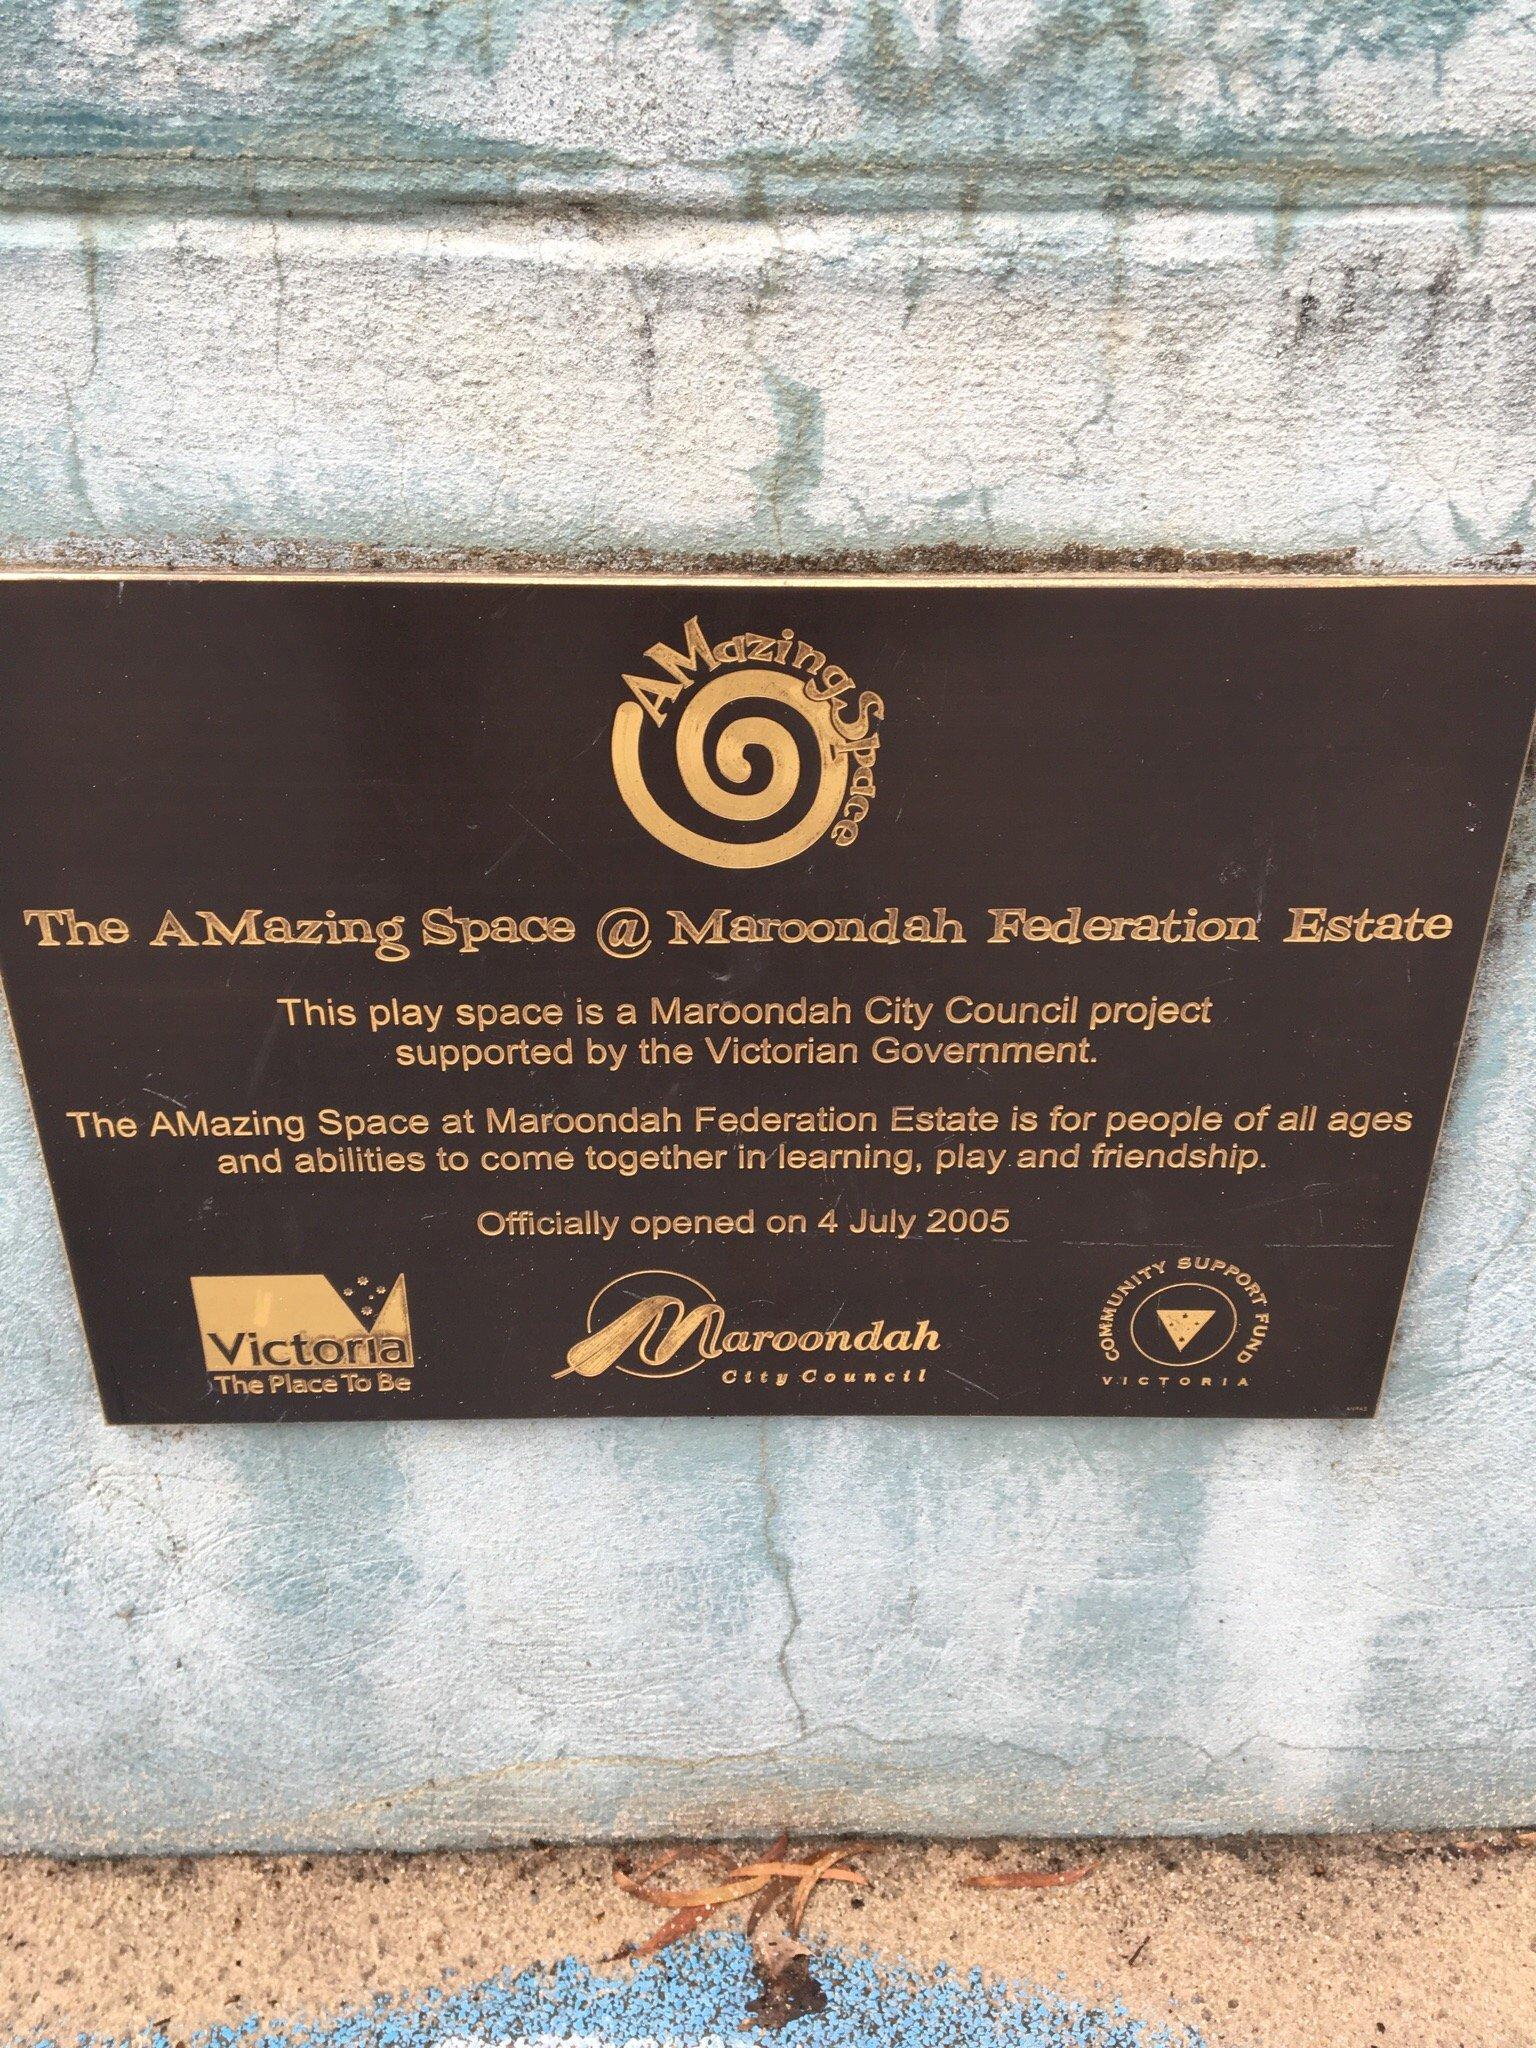 AMazing Space
The AMazing Space @ Maroondah Federation Estate
This play space is a Maroondah City Council project
supported by the Victorian Government.
The AMazing Space at Maroondah Federation Estate is for people of all ages
and abilities to come together in learning, play and friendship.
Officially opened on 4 July 2005
Victoria
The Place To Be
Maroondah
City Council
COMMUNITY SUPPORT FUND
VICTORIA